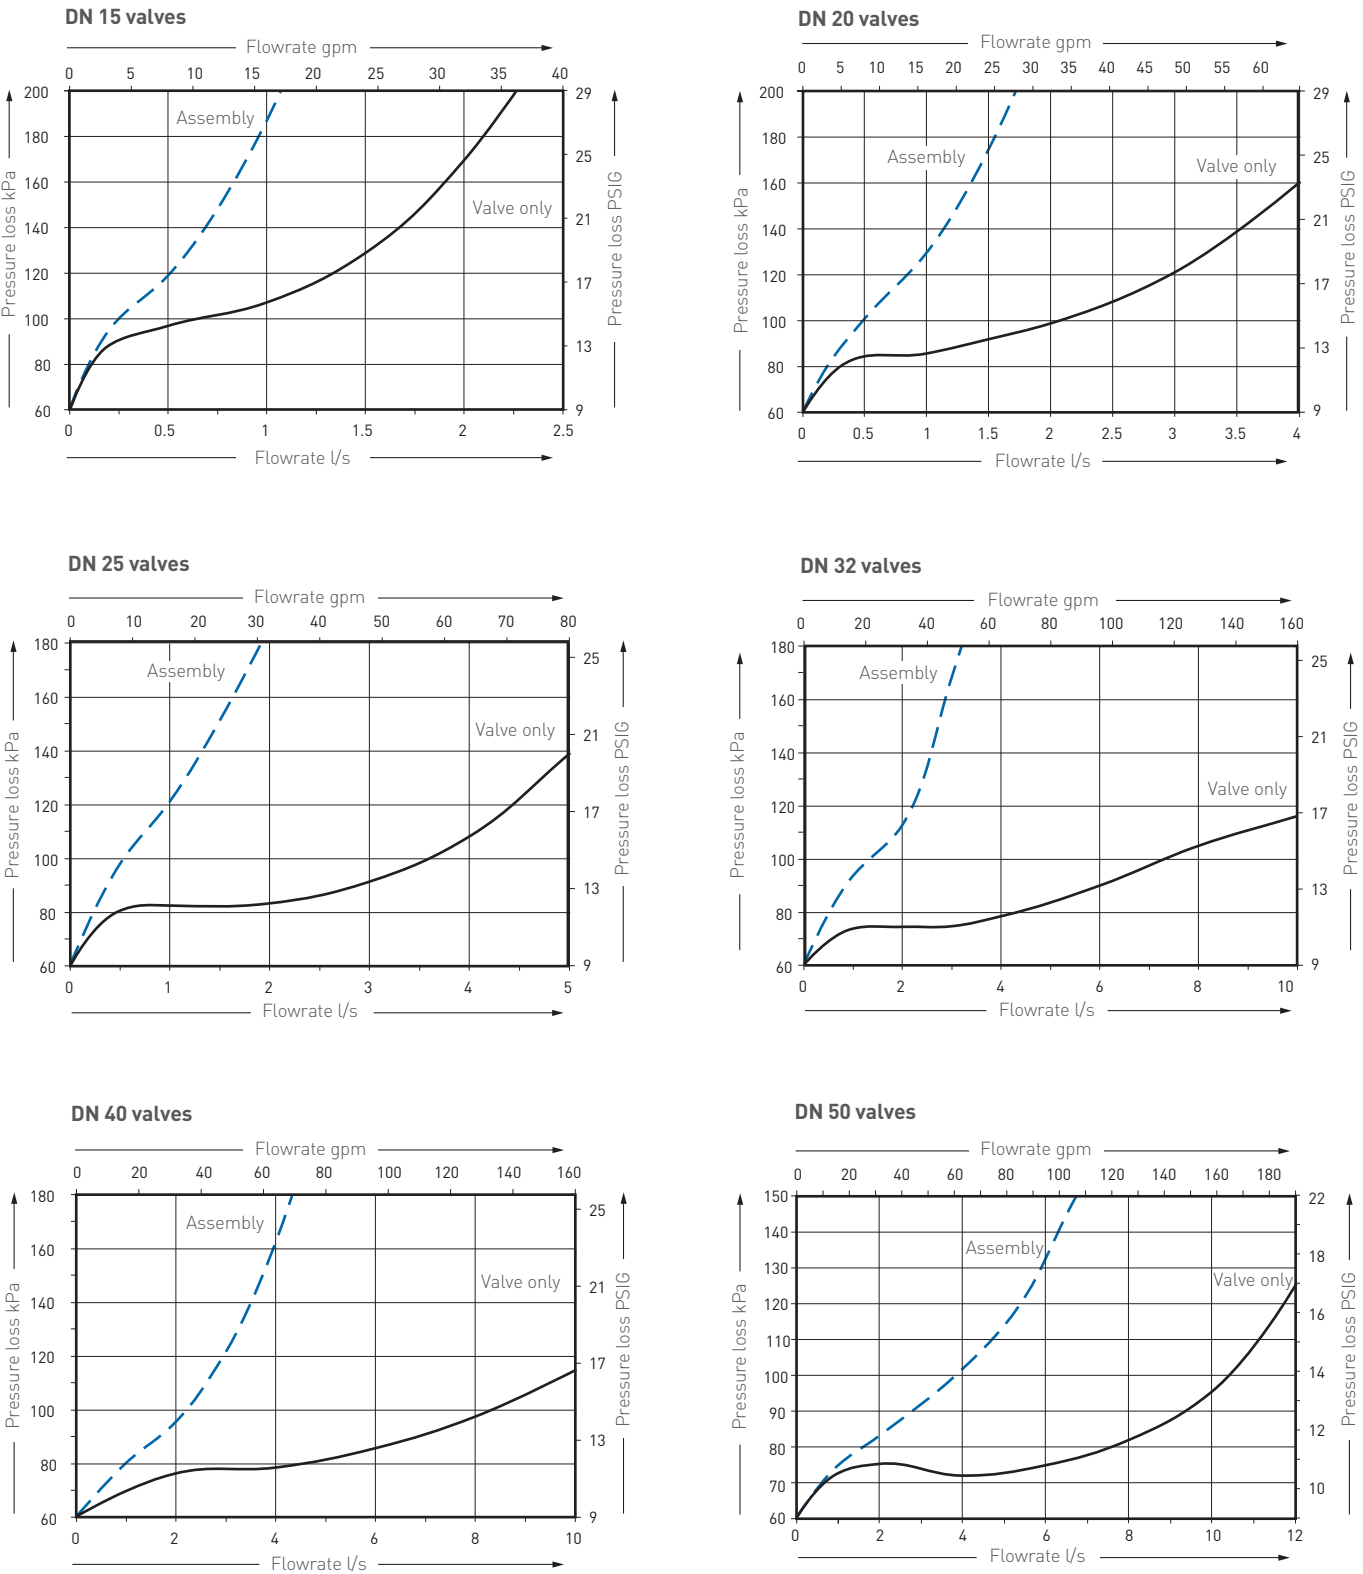 DN 15 valves
Flowrate gpm
0 5 10 15 20 25 30 35 40
200 29
Assembly
180
25
160
Valve only
21
140
120
17
100
13
80
60 9
Pressure loss kPa
Pressure loss PSIG
0 0.5 1 1.5 2 2.5
Flowrate l/s
DN 20 valves
Flowrate gpm
0 5 10 15 20 25 30 35 40 45 50 55 60
200 29
180
Assembly
25
Valve only
160
21
140
120
17
100
13
80
60 9
Pressure loss kPa
Pressure loss PSIG
0 0.5 1 1.5 2 2.5 3 3.5 4
Flowrate l/s
DN 25 valves
Flowrate gpm
0 10 20 30 40 50 60 70 80
180
25
Assembly
160
Valve only
21
140
120
17
100
13
80
60 9
Pressure loss kPa
Pressure loss PSIG
0 1 2 3 4 5
Flowrate l/s
DN 32 valves
Flowrate gpm
0 20 40 60 80 100 120 140 160
180
25
Assembly
160
21
140
Valve only
120
17
100
13
80
60 9
Pressure loss kPa
Pressure loss PSIG
0 2 4 6 8 10
Flowrate l/s
DN 40 valves
Flowrate gpm
0 20 40 60 80 100 120 140 160
180
25
Assembly
160
Valve only
21
140
120
17
100
13
80
60 9
Pressure loss kPa
Pressure loss PSIG
0 2 4 6 8 10
Flowrate l/s
DN 50 valves
Flowrate gpm
0 20 40 60 80 100 120 140 160 180
150 22
140
Assembly
18
130
Valve only
120
16
110
14
100
90
12
80
10
70
60
Pressure loss kPa
Pressure loss PSIG
0 2 4 6 8 10 12
Flowrate l/s